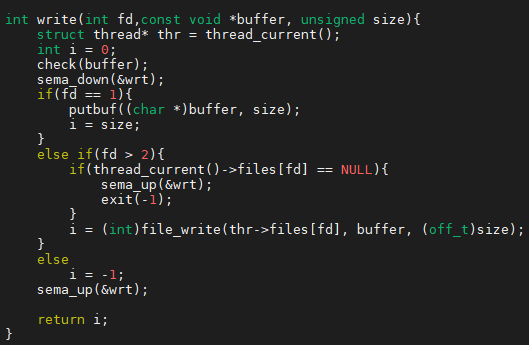 int write(int fd,const void *buffer, unsigned size){
    struct thread* thr = thread_current();
    int i = 0;
    check(buffer);
    sema_down(&wrt);
    if(fd == 1){
        putbuf((char *)buffer, size);
        i = size;
    }
    else if(fd > 2){
        if(thread_current()->files[fd] == NULL){
            sema_up(&wrt);
            exit(-1);
        }
        i = (int)file_write(thr->files[fd], buffer, (off_t)size);
    }
    else
        i = -1;
    sema_up(&wrt);

    return i;
}